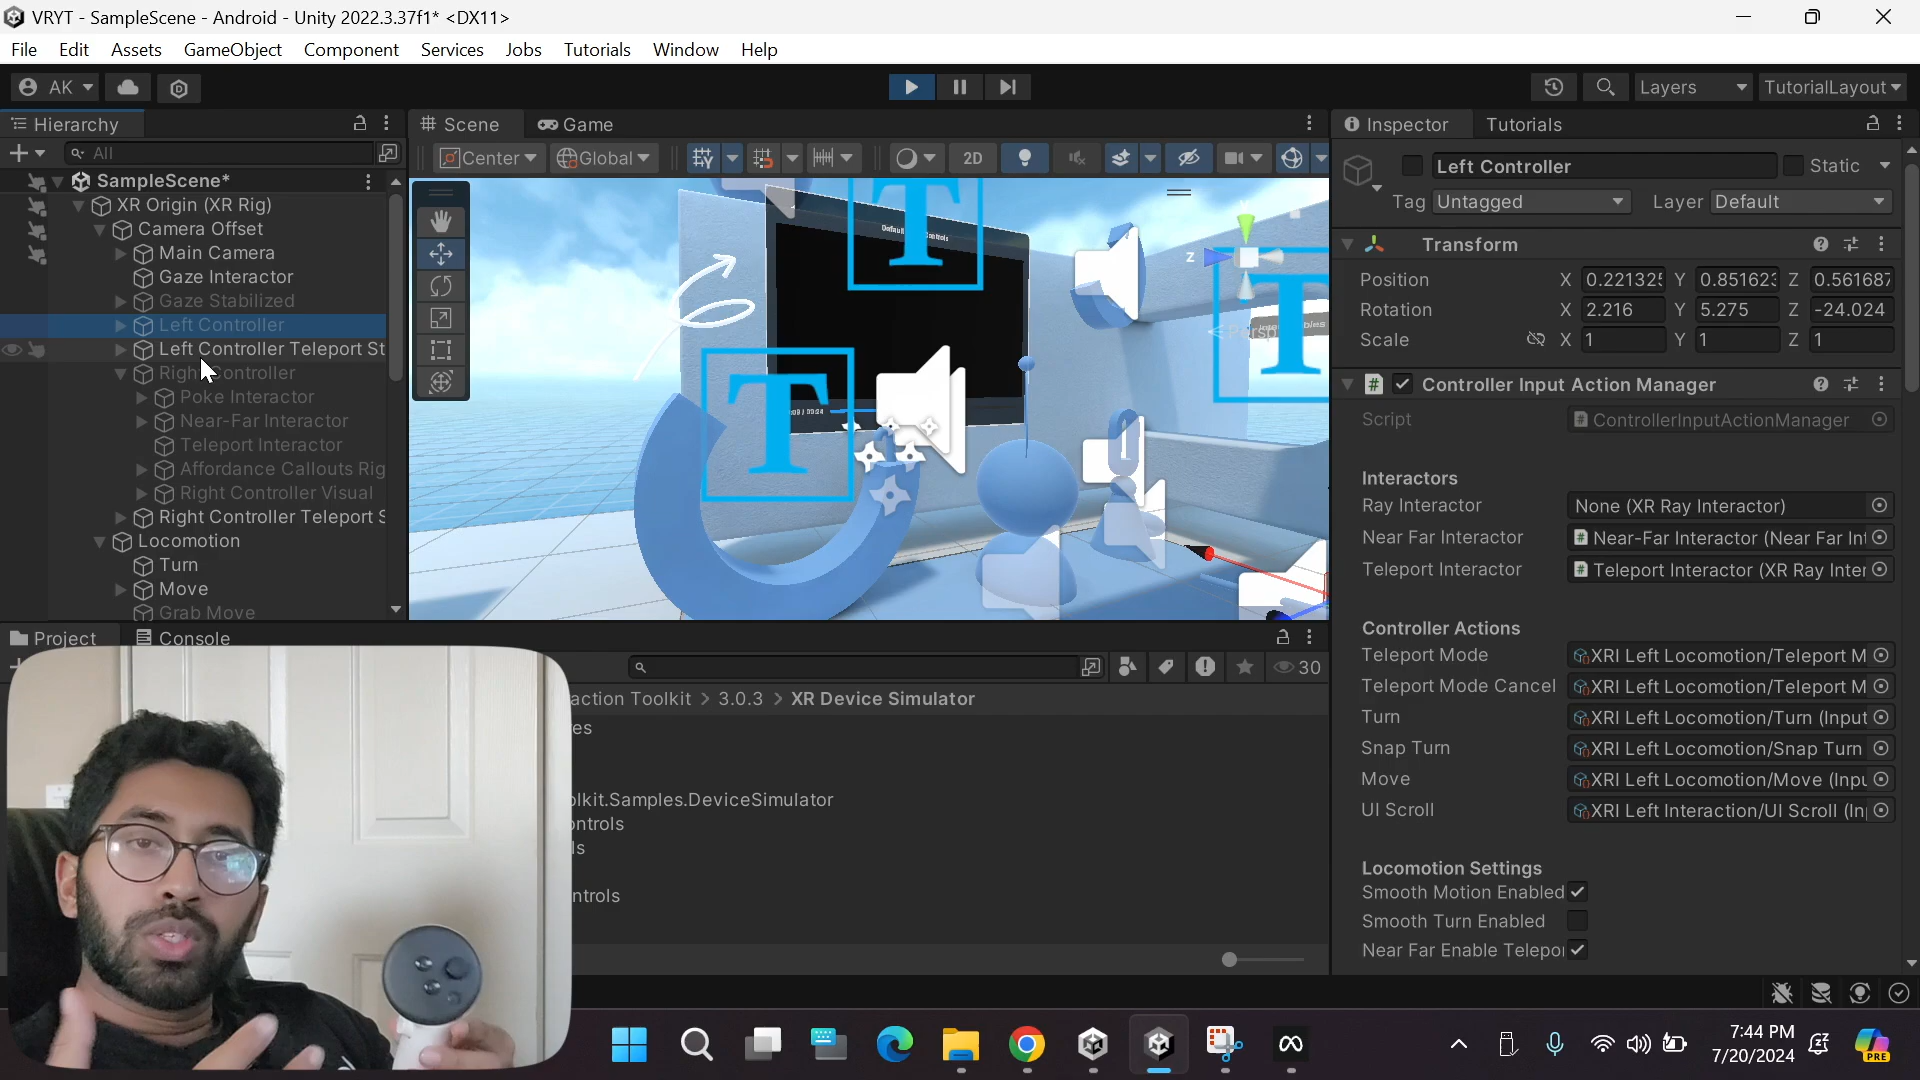 VRYT - SampleScene - Android - Unity 2022.3.37f1* <DX11>
File Edit Assets GameObject Component Services Jobs Tutorials Window Help
AK
Layers
TutorialLayout
Hierarchy
All
SampleScene*
XR Origin (XR Rig)
Camera Offset
Main Camera
Gaze Interactor
Gaze Stabilized
Left Controller
Left Controller Teleport St
Right Controller
Poke Interactor
Near-Far Interactor
Teleport Interactor
Affordance Callouts Rig
Right Controller Visual
Right Controller Teleport S
Locomotion
Turn
Move
Grab Move
Scene
Game
Center
Global
2D
T
T
T
Persp
z
Inspector
Tutorials
Left Controller
Static
Tag Untagged
Layer Default
Transform
Position X 0.221325 Y 0.851623 Z 0.561687
Rotation X 2.216 Y 5.275 Z -24.024
Scale X 1 Y 1 Z 1
Controller Input Action Manager
Script ControllerInputActionManager
Interactors
Ray Interactor None (XR Ray Interactor)
Near Far Interactor Near-Far Interactor (Near Far Int
Teleport Interactor Teleport Interactor (XR Ray Inter
Controller Actions
Teleport Mode XRI Left Locomotion/Teleport M
Teleport Mode Cancel XRI Left Locomotion/Teleport M
Turn XRI Left Locomotion/Turn (Input
Snap Turn XRI Left Locomotion/Snap Turn
Move XRI Left Locomotion/Move (Inpu
UI Scroll XRI Left Interaction/UI Scroll (In
Locomotion Settings
Smooth Motion Enabled
Smooth Turn Enabled
Near Far Enable Telepor
Project
Console
30
action Toolkit > 3.0.3 > XR Device Simulator
es
olkit.Samples.DeviceSimulator
ontrols
ls
ntrols
7:44 PM
7/20/2024
PRE